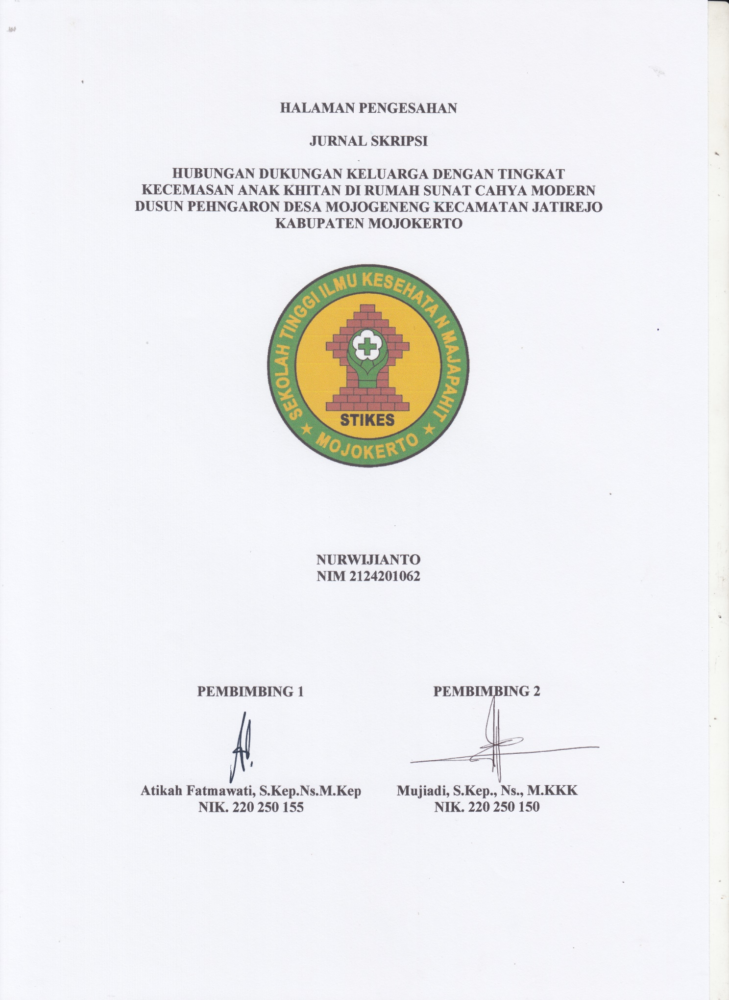 HALAMAN PENGESAHAN
JURNAL SKRIPSI
HUBUNGAN DUKUNGAN KELUARGA DENGAN TINGKAT
KECEMASAN ANAK KHITAN DI RUMAH SUNAT CAHYA MODERN
DUSUN PEHNGARON DESA MOJOGENENG KECAMATAN JATIREJO
KABUPATEN MOJOKERTO
SEKOLAH TINGGI ILMU KESEHATAN MAJAPAHIT
STIKES
MOJOKERTO
NURWIJIANTO
NIM 2124201062
PEMBIMBING 1 PEMBIMBING 2
Atikah Fatmawati, S.Kep.Ns.M.Kep Mujiadi, S.Kep., Ns., M.KKK
NIK. 220 250 155 NIK. 220 250 150